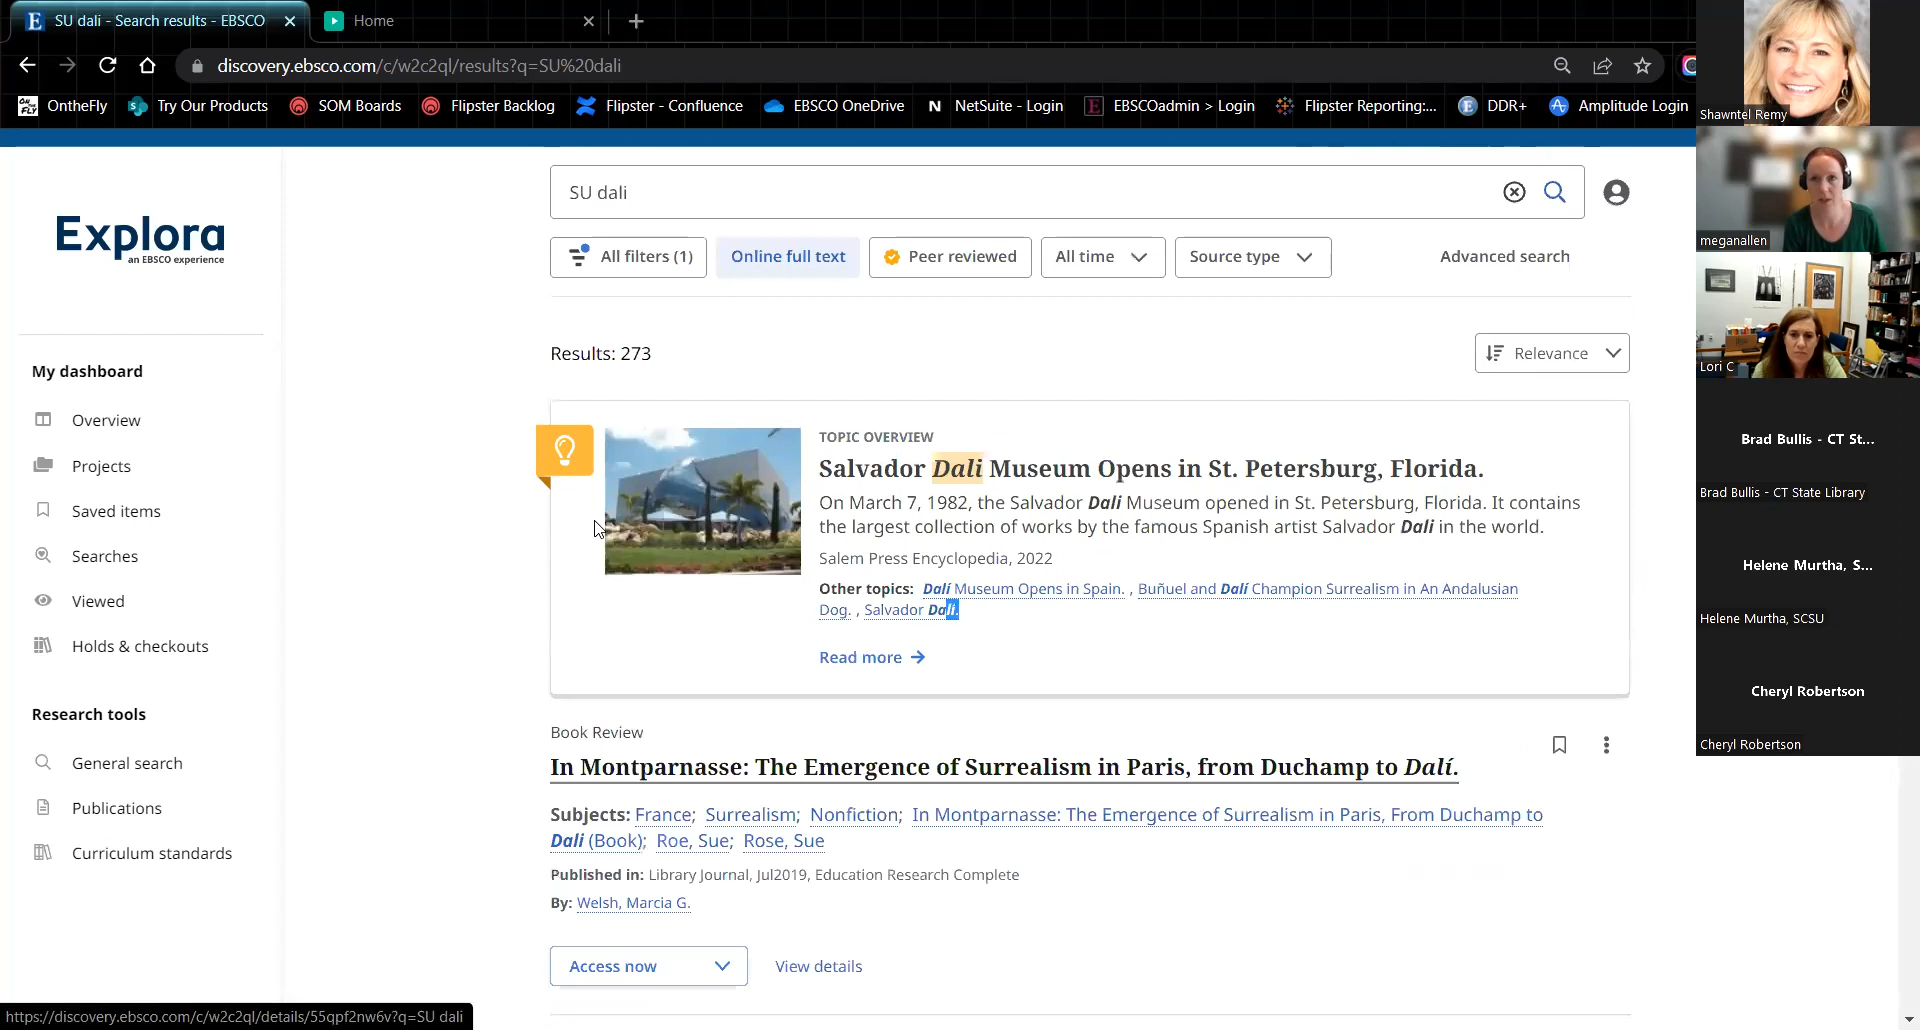 SU dali - Search results - EBSCO
Home
discovery.ebsco.com/c/w2c2ql/results?q=SU%20dali
OntheFly
Try Our Products
SOM Boards
Flipster Backlog
Flipster - Confluence
EBSCO OneDrive
NetSuite - Login
EBSCOadmin > Login
Flipster Reporting:...
DDR+
Amplitude Login
Explora
an EBSCO experience
My dashboard
Overview
Projects
Saved items
Searches
Viewed
Holds & checkouts
Research tools
General search
Publications
Curriculum standards
SU dali
All filters (1)
Online full text
Peer reviewed
All time
Source type
Advanced search
Results: 273
Relevance
TOPIC OVERVIEW
Salvador Dali Museum Opens in St. Petersburg, Florida.
On March 7, 1982, the Salvador Dali Museum opened in St. Petersburg, Florida. It contains
the largest collection of works by the famous Spanish artist Salvador Dali in the world.
Salem Press Encyclopedia, 2022
Other topics: Dalí Museum Opens in Spain. , Buñuel and Dalí Champion Surrealism in An Andalusian
Dog. , Salvador Dalí.
Read more
Book Review
In Montparnasse: The Emergence of Surrealism in Paris, from Duchamp to Dalí.
Subjects: France; Surrealism; Nonfiction; In Montparnasse: The Emergence of Surrealism in Paris, From Duchamp to
Dali (Book); Roe, Sue; Rose, Sue
Published in: Library Journal, Jul2019, Education Research Complete
By: Welsh, Marcia G.
Access now
View details
https://discovery.ebsco.com/c/w2c2ql/details/55qpf2nw6v?q=SU dali
Shawntel Remy
meganallen
Lori C
Brad Bullis - CT St...
Brad Bullis - CT State Library
Helene Murtha, S...
Helene Murtha, SCSU
Cheryl Robertson
Cheryl Robertson